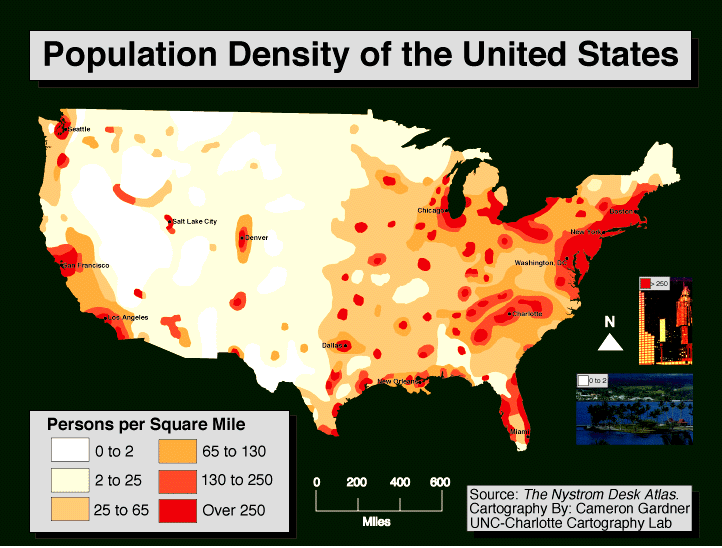 Population Density of the United States
Seattle
Salt Lake City
Denver
San Francisco
Los Angeles
Dallas
New Orleans
Miami
Charlotte
Washington, DC
New York
Boston
Chicago
> 250
N
0 to 2
Persons per Square Mile
0 to 2
65 to 130
2 to 25
130 to 250
25 to 65
Over 250
0 200 400 600
Miles
Source: The Nystrom Desk Atlas.
Cartography By: Cameron Gardner
UNC-Charlotte Cartography Lab